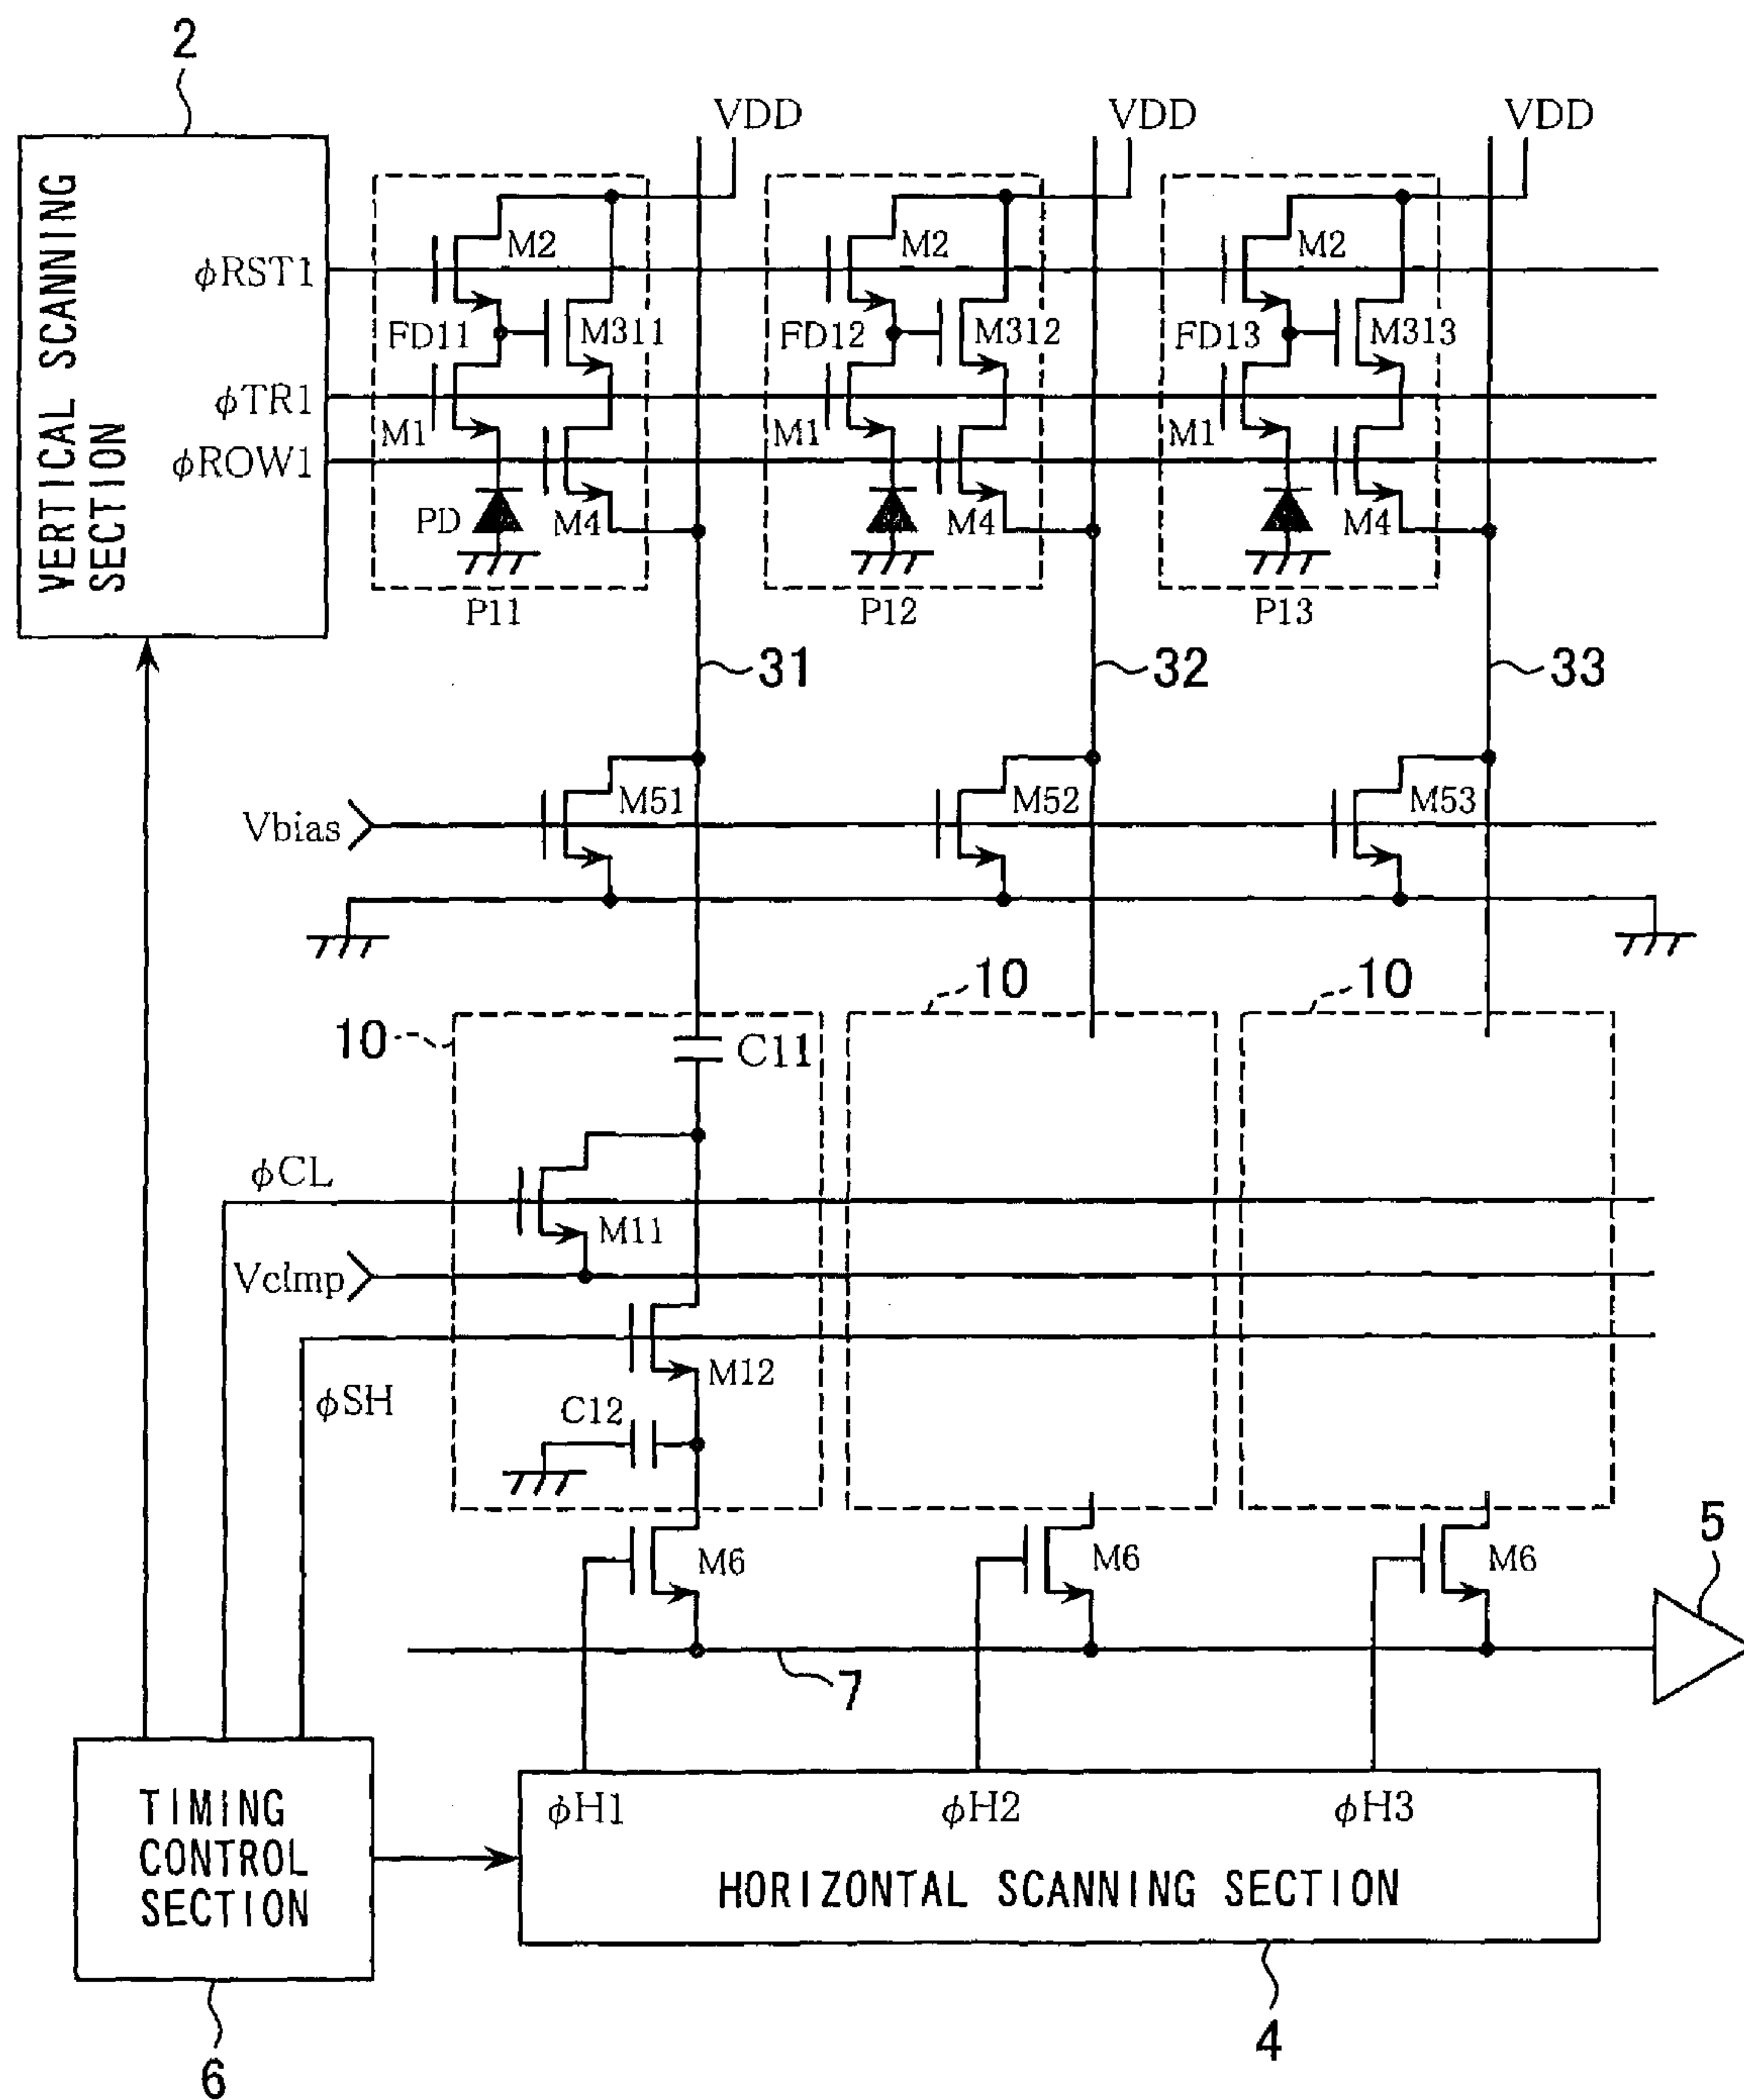 2
VDD VDD VDD
VERTICAL SCANNING
SECTION
M2 M2 M2
ϕRST1
FD11 M311 FD12 M312 FD13 M313
ϕTR1
M1 M1 M1
ϕROW1
PD M4 M4 M4
P11 P12 P13
31 32 33
M51 M52 M53
Vbias
10 10
10
C11
ϕCL
M11
Vclmp
M12
ϕSH
C12
5
M6 M6 M6
7
TIMING
CONTROL
SECTION
ϕH1 ϕH2 ϕH3
HORIZONTAL SCANNING SECTION
6
4